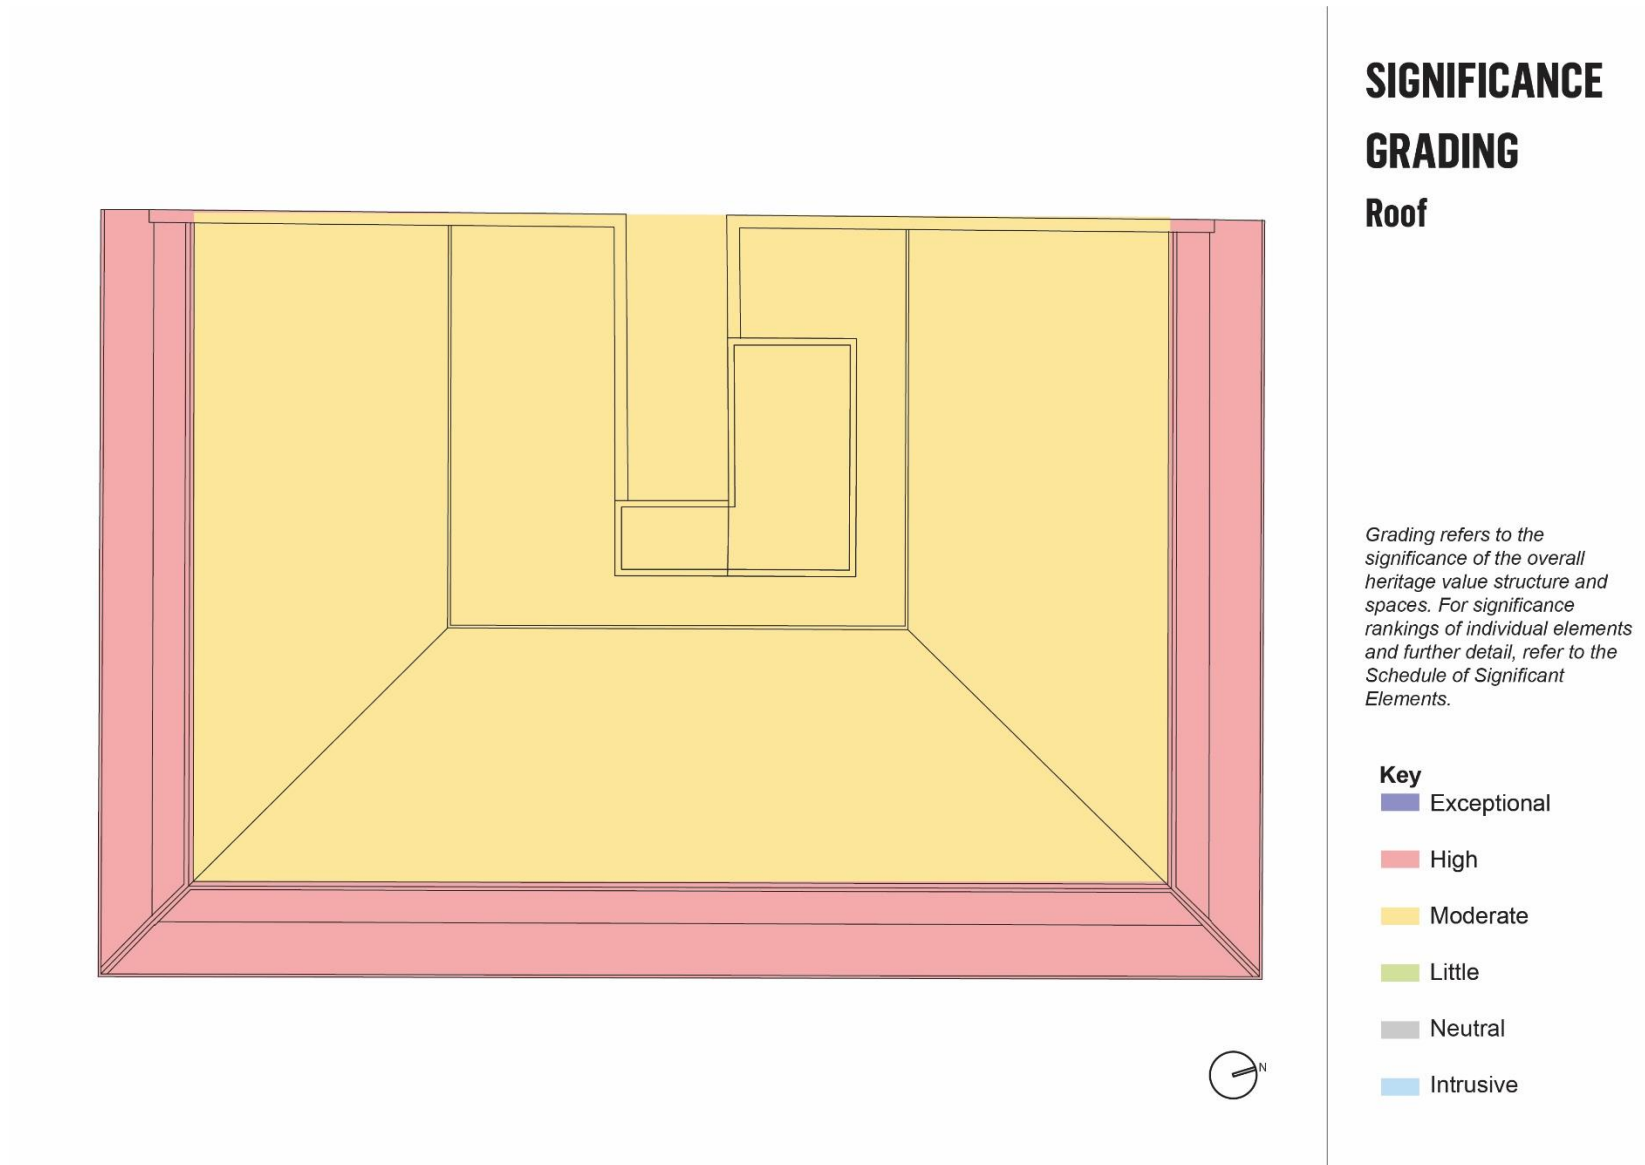 SIGNIFICANCE
GRADING
Roof
Grading refers to the
significance of the overall
heritage value structure and
spaces. For significance
rankings of individual elements
and further detail, refer to the
Schedule of Significant
Elements.
Key
Exceptional
High
Moderate
Little
Neutral
Intrusive
N